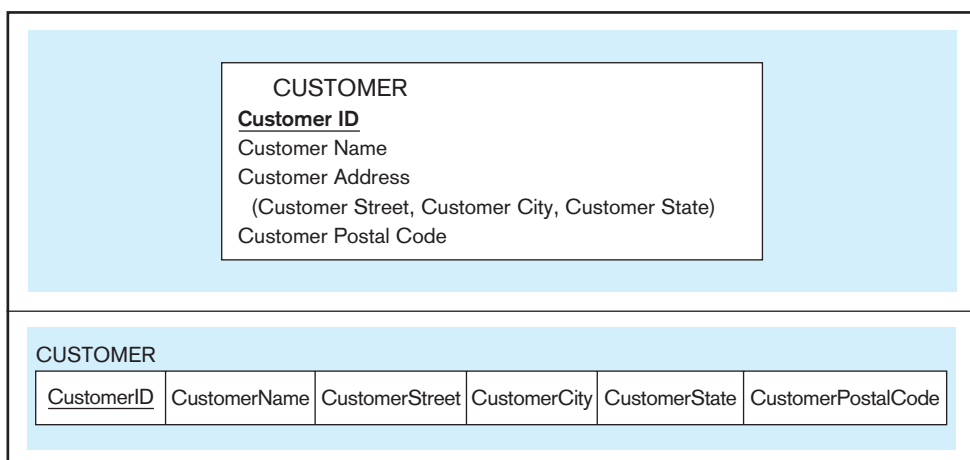 CUSTOMER
Customer ID
Customer Name
Customer Address
(Customer Street, Customer City, Customer State)
Customer Postal Code
CUSTOMER
CustomerID CustomerName CustomerStreet CustomerCity CustomerState CustomerPostalCode